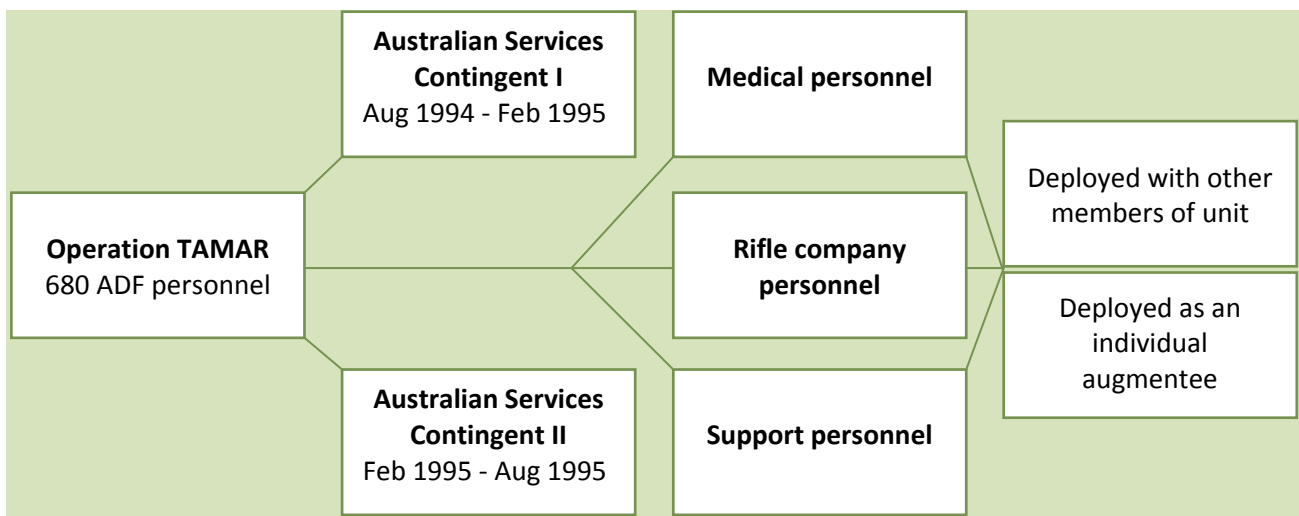 Operation TAMAR
680 ADF personnel
Australian Services
Contingent I
Aug 1994 - Feb 1995
Australian Services
Contingent II
Feb 1995 - Aug 1995
Medical personnel
Rifle company
personnel
Support personnel
Deployed with other
members of unit
Deployed as an
individual
augmentee